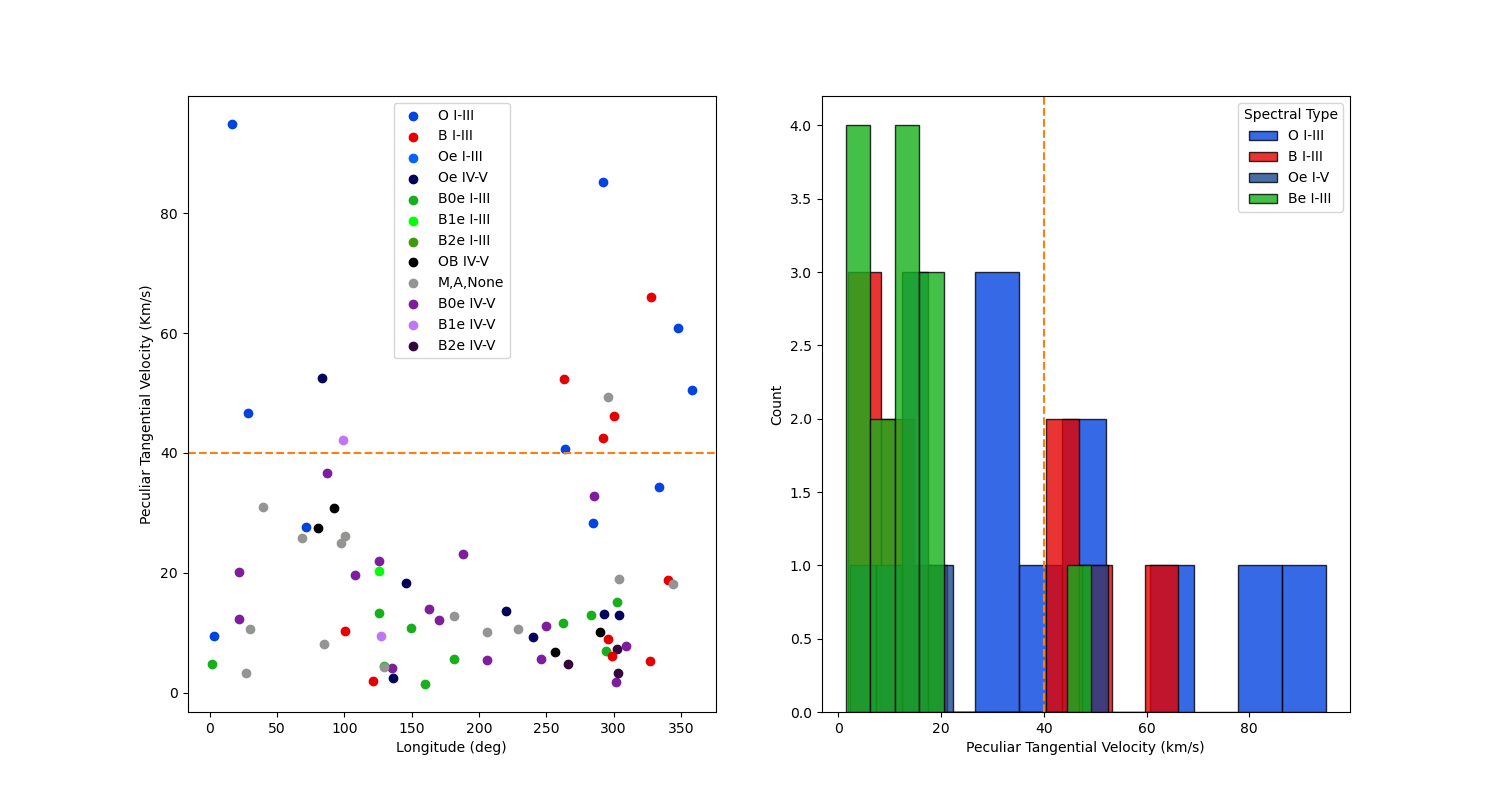 O I-III
B I-III
Oe I-III
Oe IV-V
B0e I-III
B1e I-III
B2e I-III
OB IV-V
M,A,None
B0e IV-V
B1e IV-V
B2e IV-V
80
60
40
20
0
Peculiar Tangential Velocity (Km/s)
0 50 100 150 200 250 300 350
Longitude (deg)
Spectral Type
O I-III
B I-III
Oe I-V
Be I-III
4.0
3.5
3.0
2.5
2.0
1.5
1.0
0.5
0.0
Count
0 20 40 60 80
Peculiar Tangential Velocity (km/s)